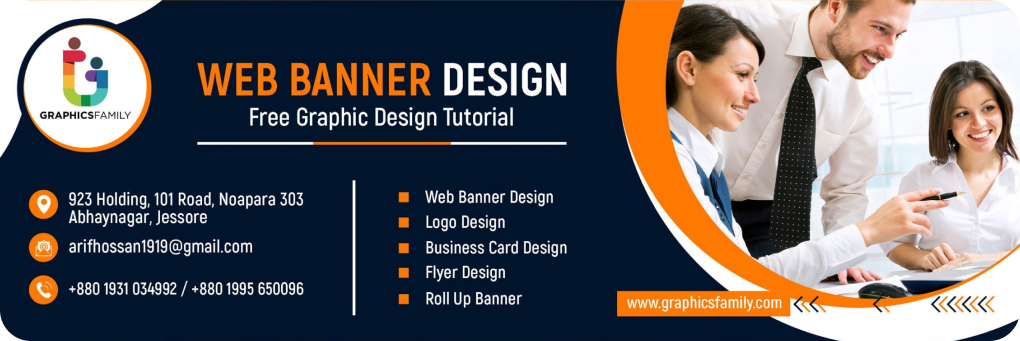 GRAPHICSFAMILY
WEB BANNER DESIGN
Free Graphic Design Tutorial
923 Holding, 101 Road, Noapara 303
Abhaynagar, Jessore
arifhossan1919@gmail.com
+880 1931 034992 / +880 1995 650096
Web Banner Design
Logo Design
Business Card Design
Flyer Design
Roll Up Banner
www.graphicsfamily.com